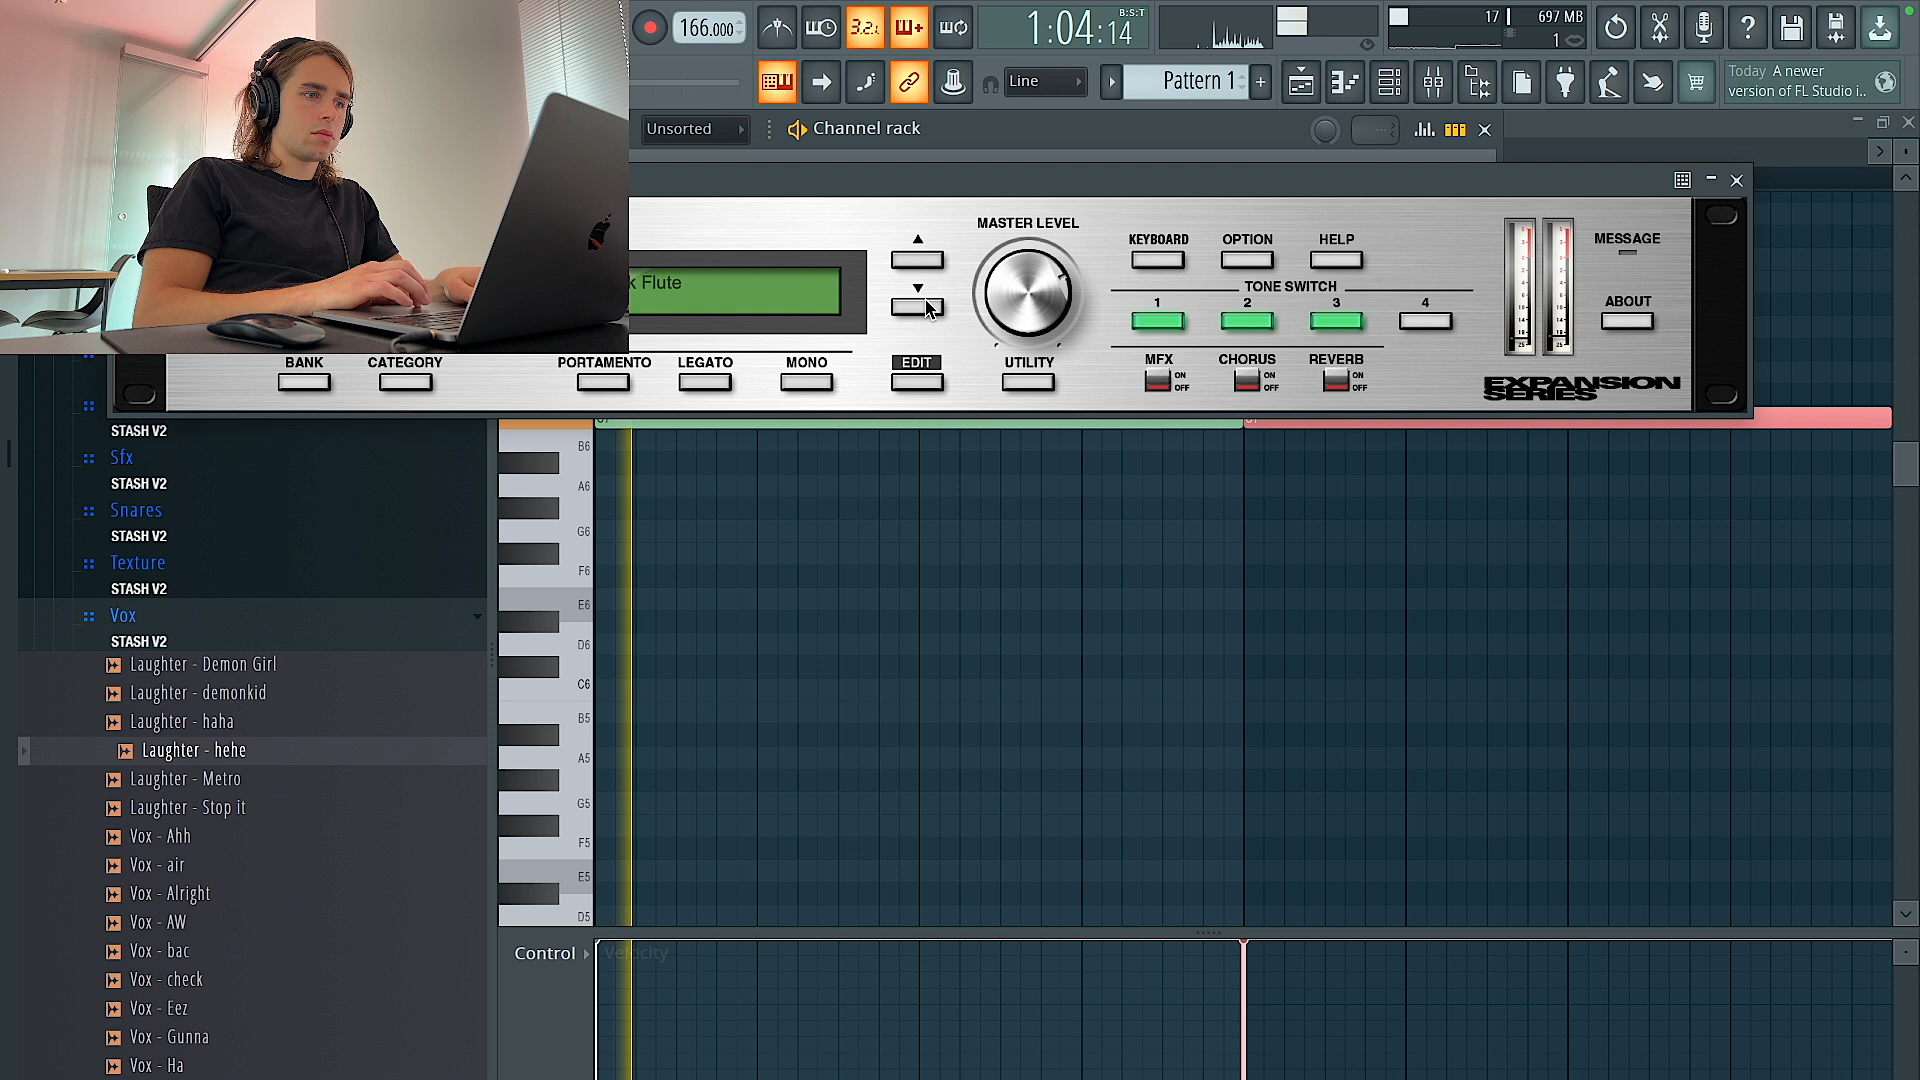 166.000
3.2.
B:S:T
1:04:14
17
697 MB
1
Line
Pattern 1
+
Today A newer
version of FL Studio i..
Unsorted
Channel rack
MASTER LEVEL
KEYBOARD
OPTION
HELP
MESSAGE
TONE SWITCH
k Flute
1
2
3
4
ABOUT
BANK
CATEGORY
PORTAMENTO
LEGATO
MONO
EDIT
UTILITY
MFX
CHORUS
REVERB
ON
OFF
ON
OFF
ON
OFF
EXPANSION
SERIES
STASH V2
Sfx
STASH V2
Snares
STASH V2
Texture
STASH V2
Vox
STASH V2
Laughter - Demon Girl
Laughter - demonkid
Laughter - haha
Laughter - hehe
Laughter - Metro
Laughter - Stop it
Vox - Ahh
Vox - air
Vox - Alright
Vox - AW
Vox - bac
Vox - check
Vox - Eez
Vox - Gunna
Vox - Ha
B6
A6
G6
F6
E6
D6
C6
B5
A5
G5
F5
E5
D5
Control
Velocity